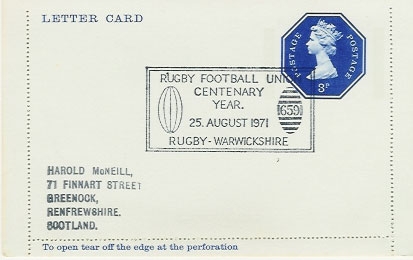 LETTER CARD
POSTAGE POSTAGE
3P
RUGBY FOOTBALL UNION
CENTENARY
YEAR.
659
25. AUGUST 1971
RUGBY - WARWICKSHIRE
HAROLD McNEILL,
71 FINNART STREET
GREENOCK,
RENFREWSHIRE.
SCOTLAND.
To open tear off the edge at the perforation